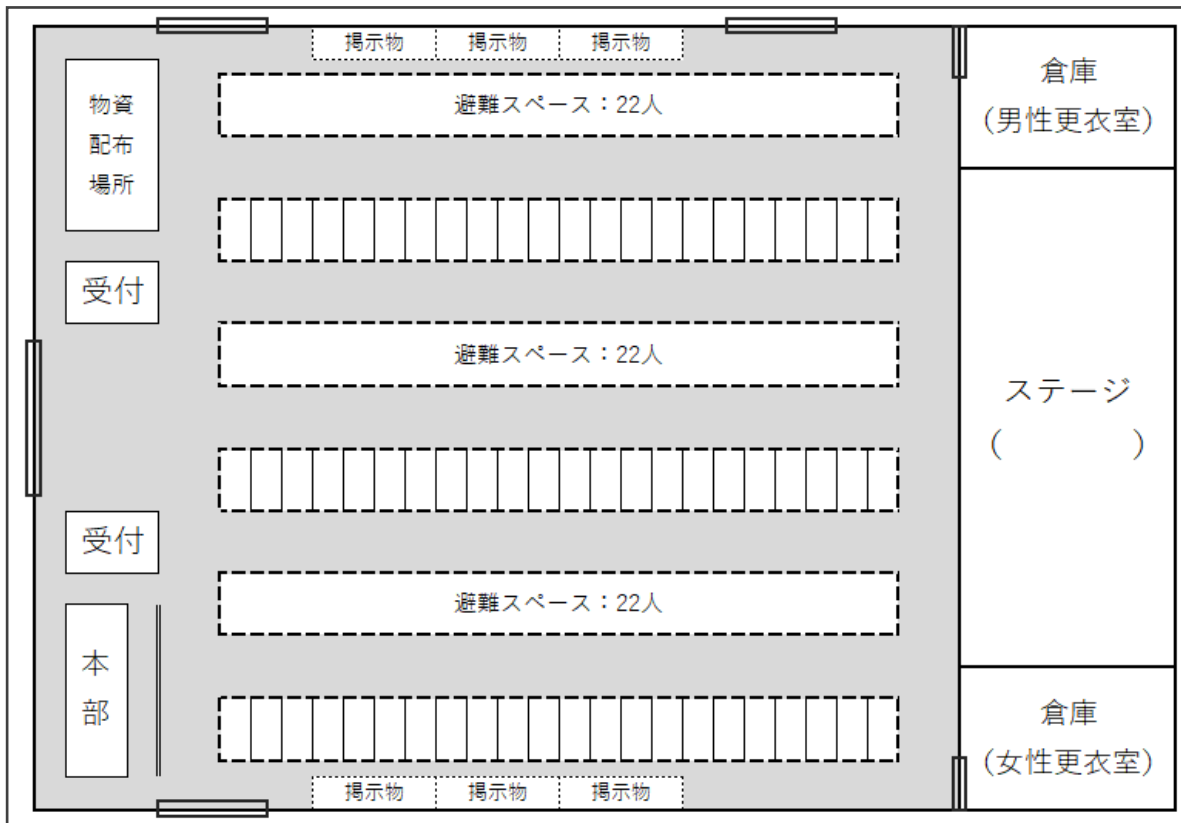 掲示物 掲示物 掲示物
避難スペース：22人
物資
配布
場所
倉庫
（男性更衣室）
受付
避難スペース：22人
ステージ
（　　　　）
受付
避難スペース：22人
本
部
倉庫
（女性更衣室）
掲示物 掲示物 掲示物